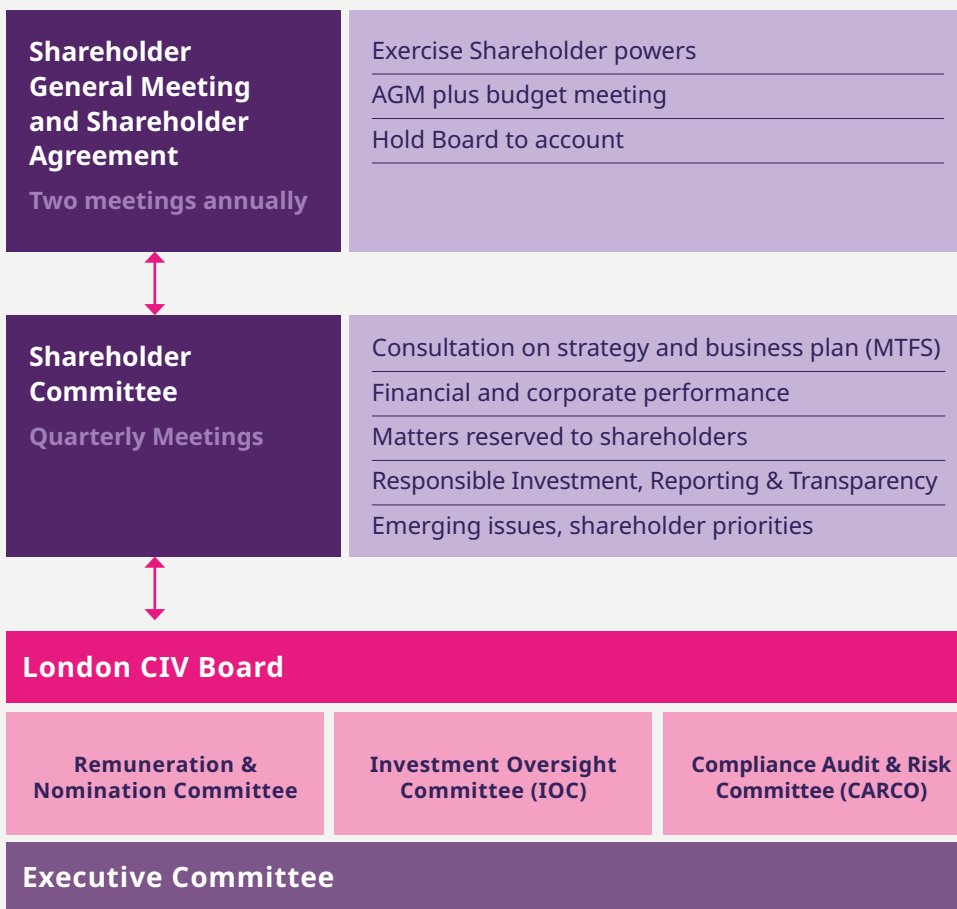 Shareholder
General Meeting
and Shareholder
Agreement
Two meetings annually
Exercise Shareholder powers
AGM plus budget meeting
Hold Board to account
Shareholder
Committee
Quarterly Meetings
Consultation on strategy and business plan (MTFS)
Financial and corporate performance
Matters reserved to shareholders
Responsible Investment, Reporting & Transparency
Emerging issues, shareholder priorities
London CIV Board
Remuneration &
Nomination Committee
Investment Oversight
Committee (IOC)
Compliance Audit & Risk
Committee (CARCO)
Executive Committee